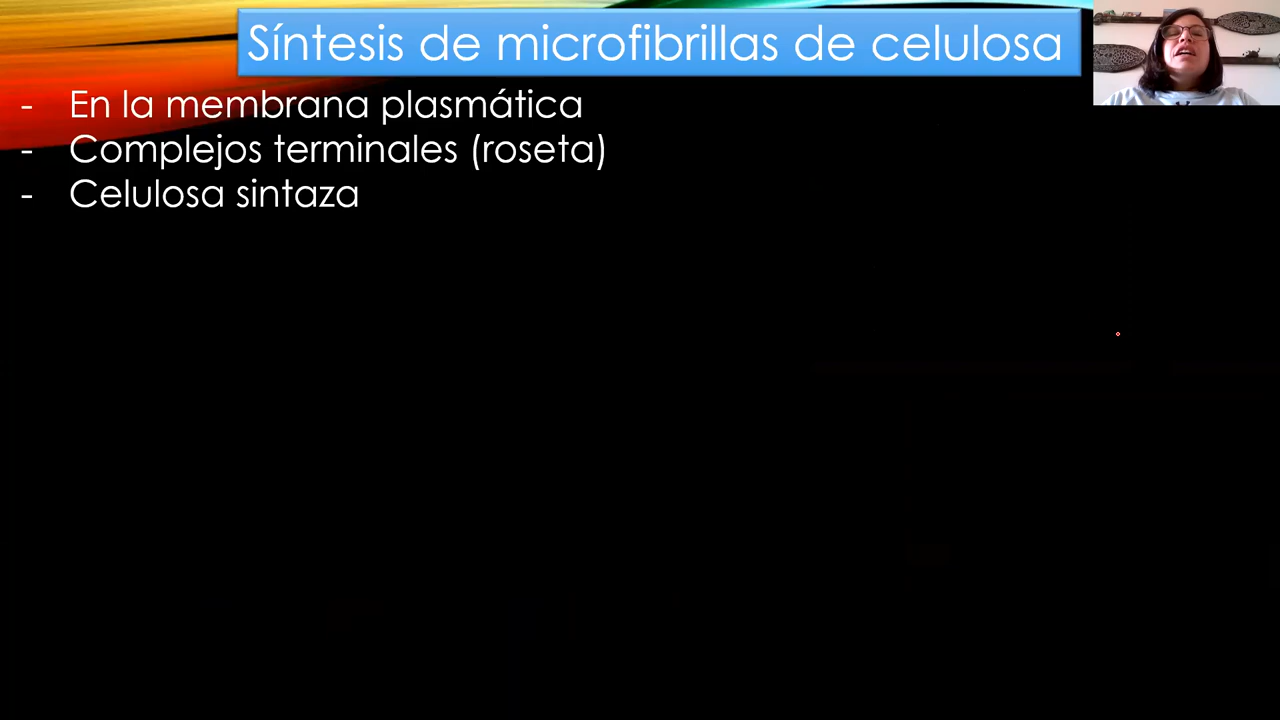 Síntesis de microfibrillas de celulosa
- En la membrana plasmática
- Complejos terminales (roseta)
- Celulosa sintaza